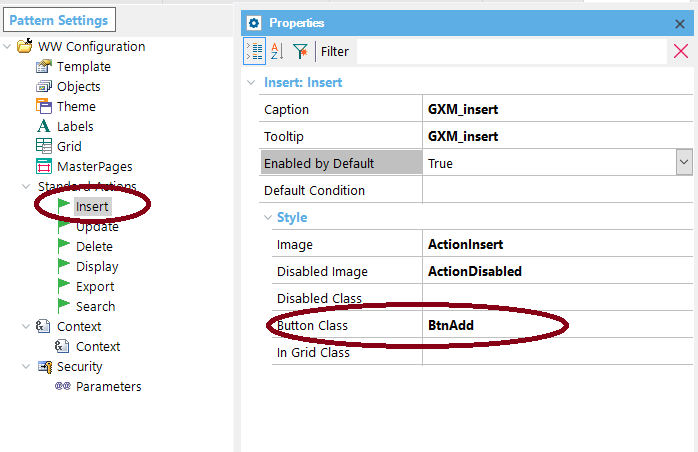 Pattern Settings
WW Configuration
Template
Objects
Theme
Labels
Grid
MasterPages
Standard Actions
Insert
Update
Delete
Display
Export
Search
Context
Context
Security
Parameters
Properties
Filter
Insert: Insert
Caption GXM_insert
Tooltip GXM_insert
Enabled by Default True
Default Condition
Style
Image ActionInsert
Disabled Image ActionDisabled
Disabled Class
Button Class BtnAdd
In Grid Class